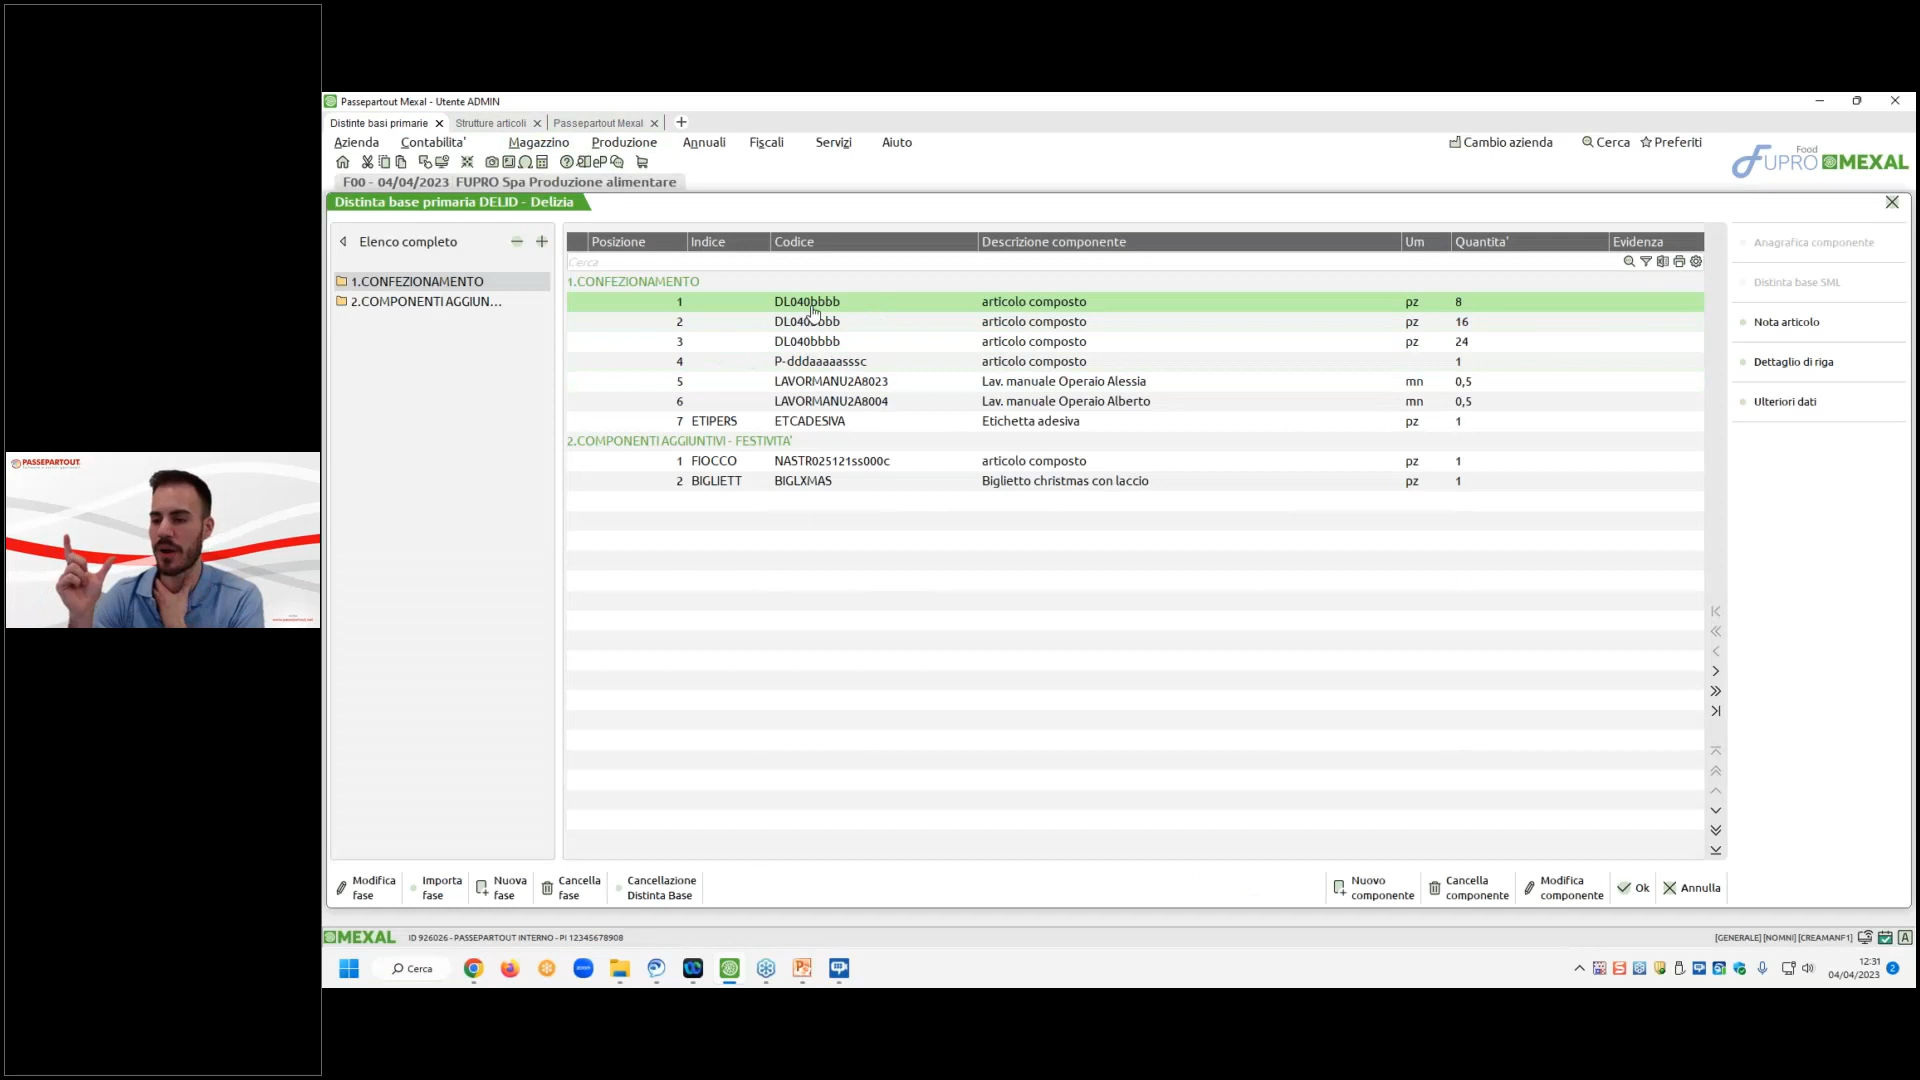 Passepartout Mexal - Utente ADMIN
Distinte basi primarie Strutture articoli Passepartout Mexal
Azienda Contabilita' Magazzino Produzione Annuali Fiscali Servizi Aiuto
Cambio azienda Cerca Preferiti
Food
FUPRO MEXAL
F00 - 04/04/2023 FUPRO Spa Produzione alimentare
Distinta base primaria DELID - Delizia
Elenco completo
1.CONFEZIONAMENTO
2.COMPONENTI AGGIUN...
Posizione Indice Codice Descrizione componente Um Quantita' Evidenza
Cerca
1.CONFEZIONAMENTO
1 DL040bbbb articolo composto pz 8
2 DL040bbbb articolo composto pz 16
3 DL040bbbb articolo composto pz 24
4 P-dddaaaaasssc articolo composto 1
5 LAVORMANU2A8023 Lav. manuale Operaio Alessia mn 0,5
6 LAVORMANU2A8004 Lav. manuale Operaio Alberto mn 0,5
7 ETIPERS ETCADESIVA Etichetta adesiva pz 1
2.COMPONENTI AGGIUNTIVI - FESTIVITA'
1 FIOCCO NASTR025121ss000c articolo composto pz 1
2 BIGLIETT BIGLXMAS Biglietto christmas con laccio pz 1
Anagrafica componente
Distinta base SML
Nota articolo
Dettaglio di riga
Ulteriori dati
PASSEPARTOUT
Modifica fase
Importa fase
Nuova fase
Cancella fase
Cancellazione Distinta Base
Nuovo componente
Cancella componente
Modifica componente
Ok
Annulla
MEXAL ID 926026 - PASSEPARTOUT INTERNO - PI 12345678908
[GENERALE] [NOMNI] [CREAMANF1] A
Cerca
zoom
12:31
04/04/2023
2